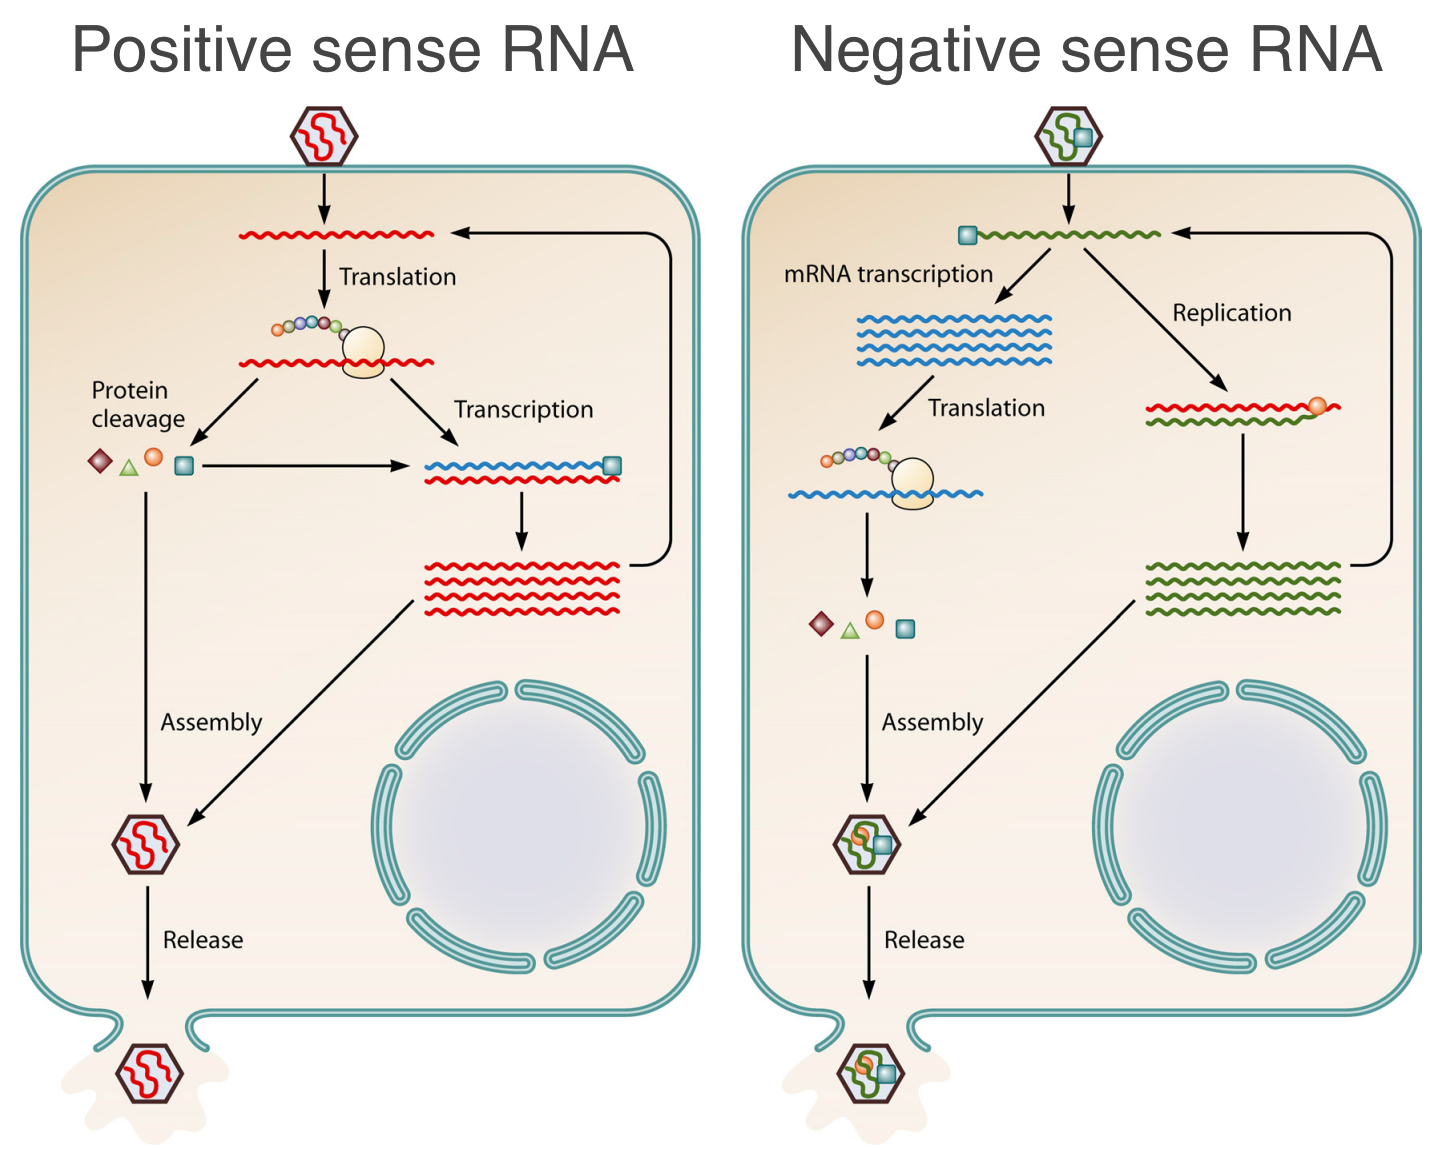 Positive sense RNA
Translation
Protein
cleavage
Transcription
Assembly
Release
Negative sense RNA
mRNA transcription
Replication
Translation
Assembly
Release